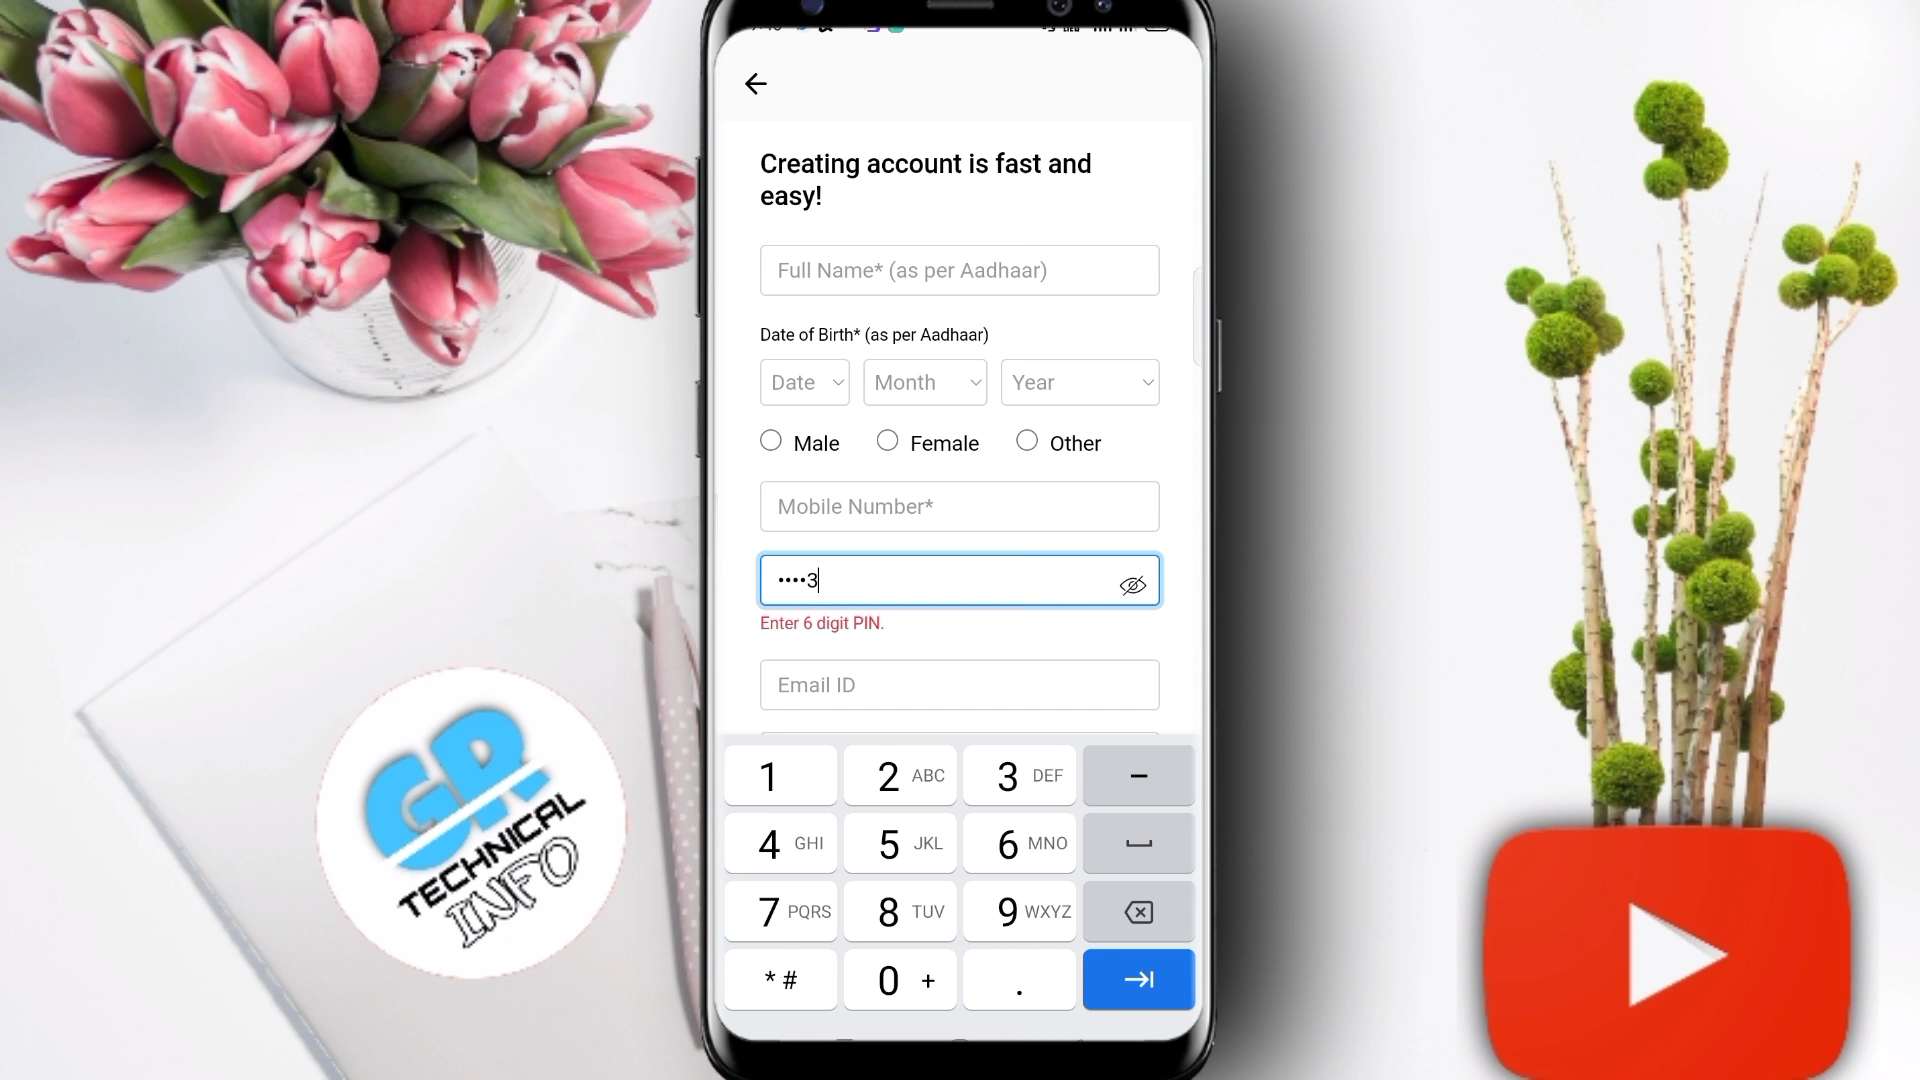 Creating account is fast and
easy!
Full Name* (as per Aadhaar)
Date of Birth* (as per Aadhaar)
Date Month Year
Male Female Other
Mobile Number*
••••3
Enter 6 digit PIN.
Email ID
1 2 ABC 3 DEF –
4 GHI 5 JKL 6 MNO
7 PQRS 8 TUV 9 WXYZ
* # 0 + .
GR
TECHNICAL
INFO